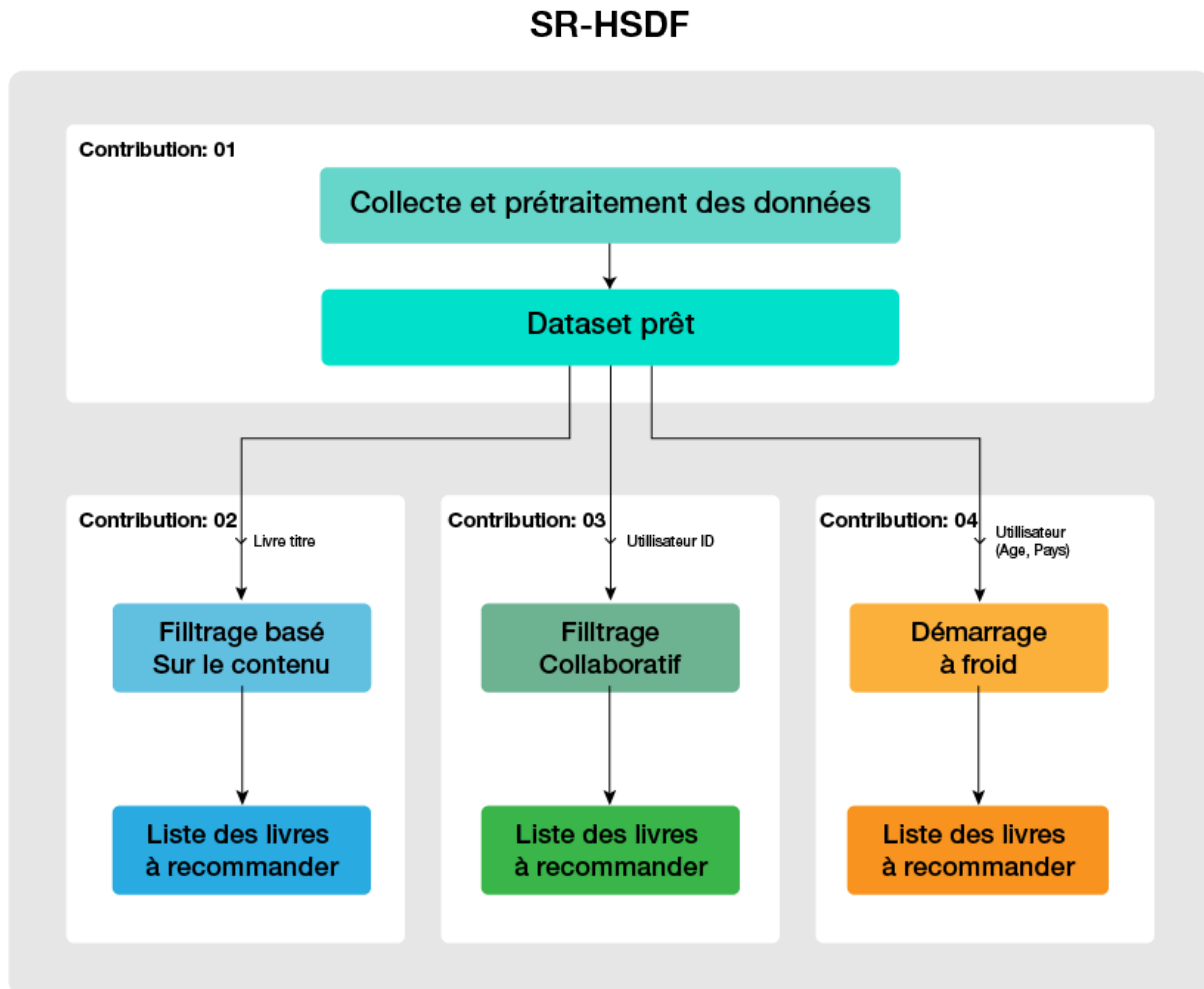 SR-HSDF
Contribution: 01
Collecte et prétraitement des données
Dataset prêt
Contribution: 02
Livre titre
Filltrage basé
Sur le contenu
Liste des livres
à recommander
Contribution: 03
Utillisateur ID
Filltrage
Collaboratif
Liste des livres
à recommander
Contribution: 04
Utillisateur
(Age, Pays)
Démarrage
à froid
Liste des livres
à recommander